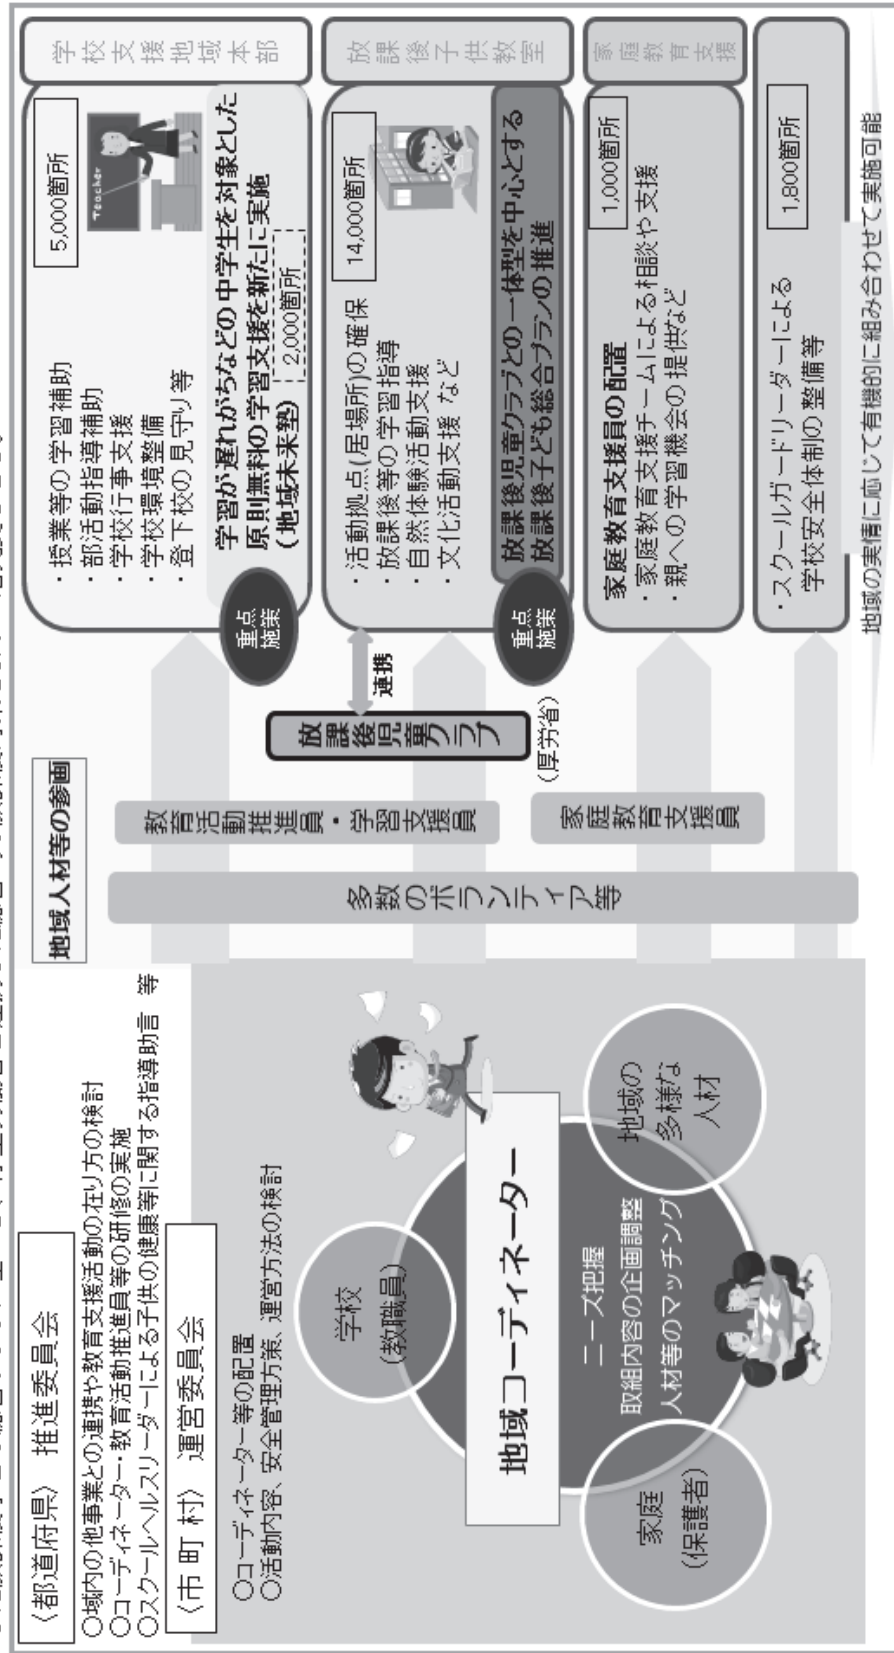 〈都道府県〉 推進委員会
○域内の他事業との連携や教育支援活動の在り方の検討
○コーディネーター・教育活動推進員等の研修の実施
○スクールヘルスリーダーによる子供の健康等に関する指導助言 等
〈市町村〉 運営委員会
○コーディネーター等の配置
○活動内容、安全管理方策、運営方法の検討
学校
(教職員)
地域コーディネーター
ニーズ把握
取組内容の企画調整
人材等のマッチング
家庭
(保護者)
地域の
多様な
人材
地域人材等の参画
教育活動推進員・学習支援員
家庭教育支援員
多数のボランティア等
放課後児童クラブ
(厚労省)
連携
学校支援地域本部
5,000箇所
Teacher
・授業等の学習補助
・部活動指導補助
・学校行事支援
・学校環境整備
・登下校の見守り等
重点
施策
学習が遅れがちなどの中学生を対象とした
原則無料の学習支援を新たに実施
(地域未来塾)
2,000箇所
放課後子供教室
14,000箇所
・活動拠点(居場所)の確保
・放課後等の学習指導
・自然体験活動支援
・文化活動支援 など
重点
施策
放課後児童クラブとの一体型を中心とする
放課後子ども総合プランの推進
家庭教育支援
1,000箇所
家庭教育支援員の配置
・家庭教育支援チームによる相談や支援
・親への学習機会の提供など
1,800箇所
・スクールガードリーダーによる
学校安全体制の整備等
地域の実情に応じて有機的に組み合わせて実施可能